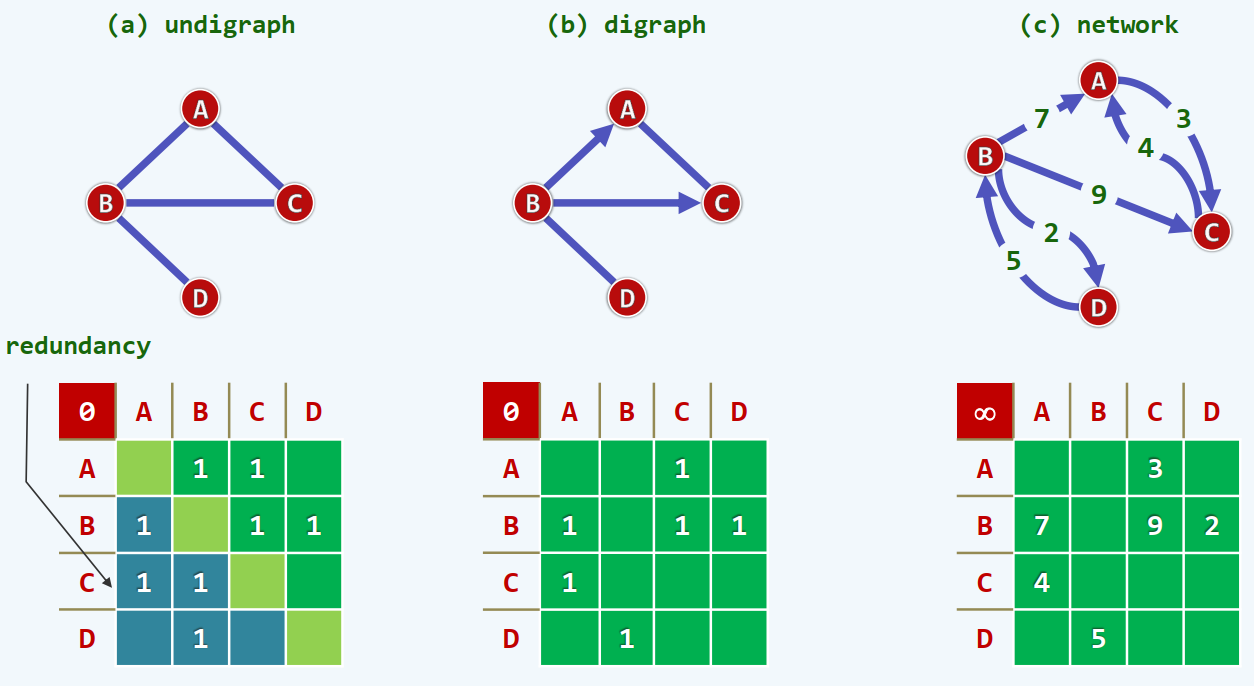 (a) undigraph
(b) digraph
(c) network
A
B
C
D
A
B
C
D
A
B
C
D
7
3
4
9
2
5
redundancy
0 A B C D
A 1 1
B 1 1 1
C 1 1
D 1
0 A B C D
A 1
B 1 1 1
C 1
D 1
∞ A B C D
A 3
B 7 9 2
C 4
D 5